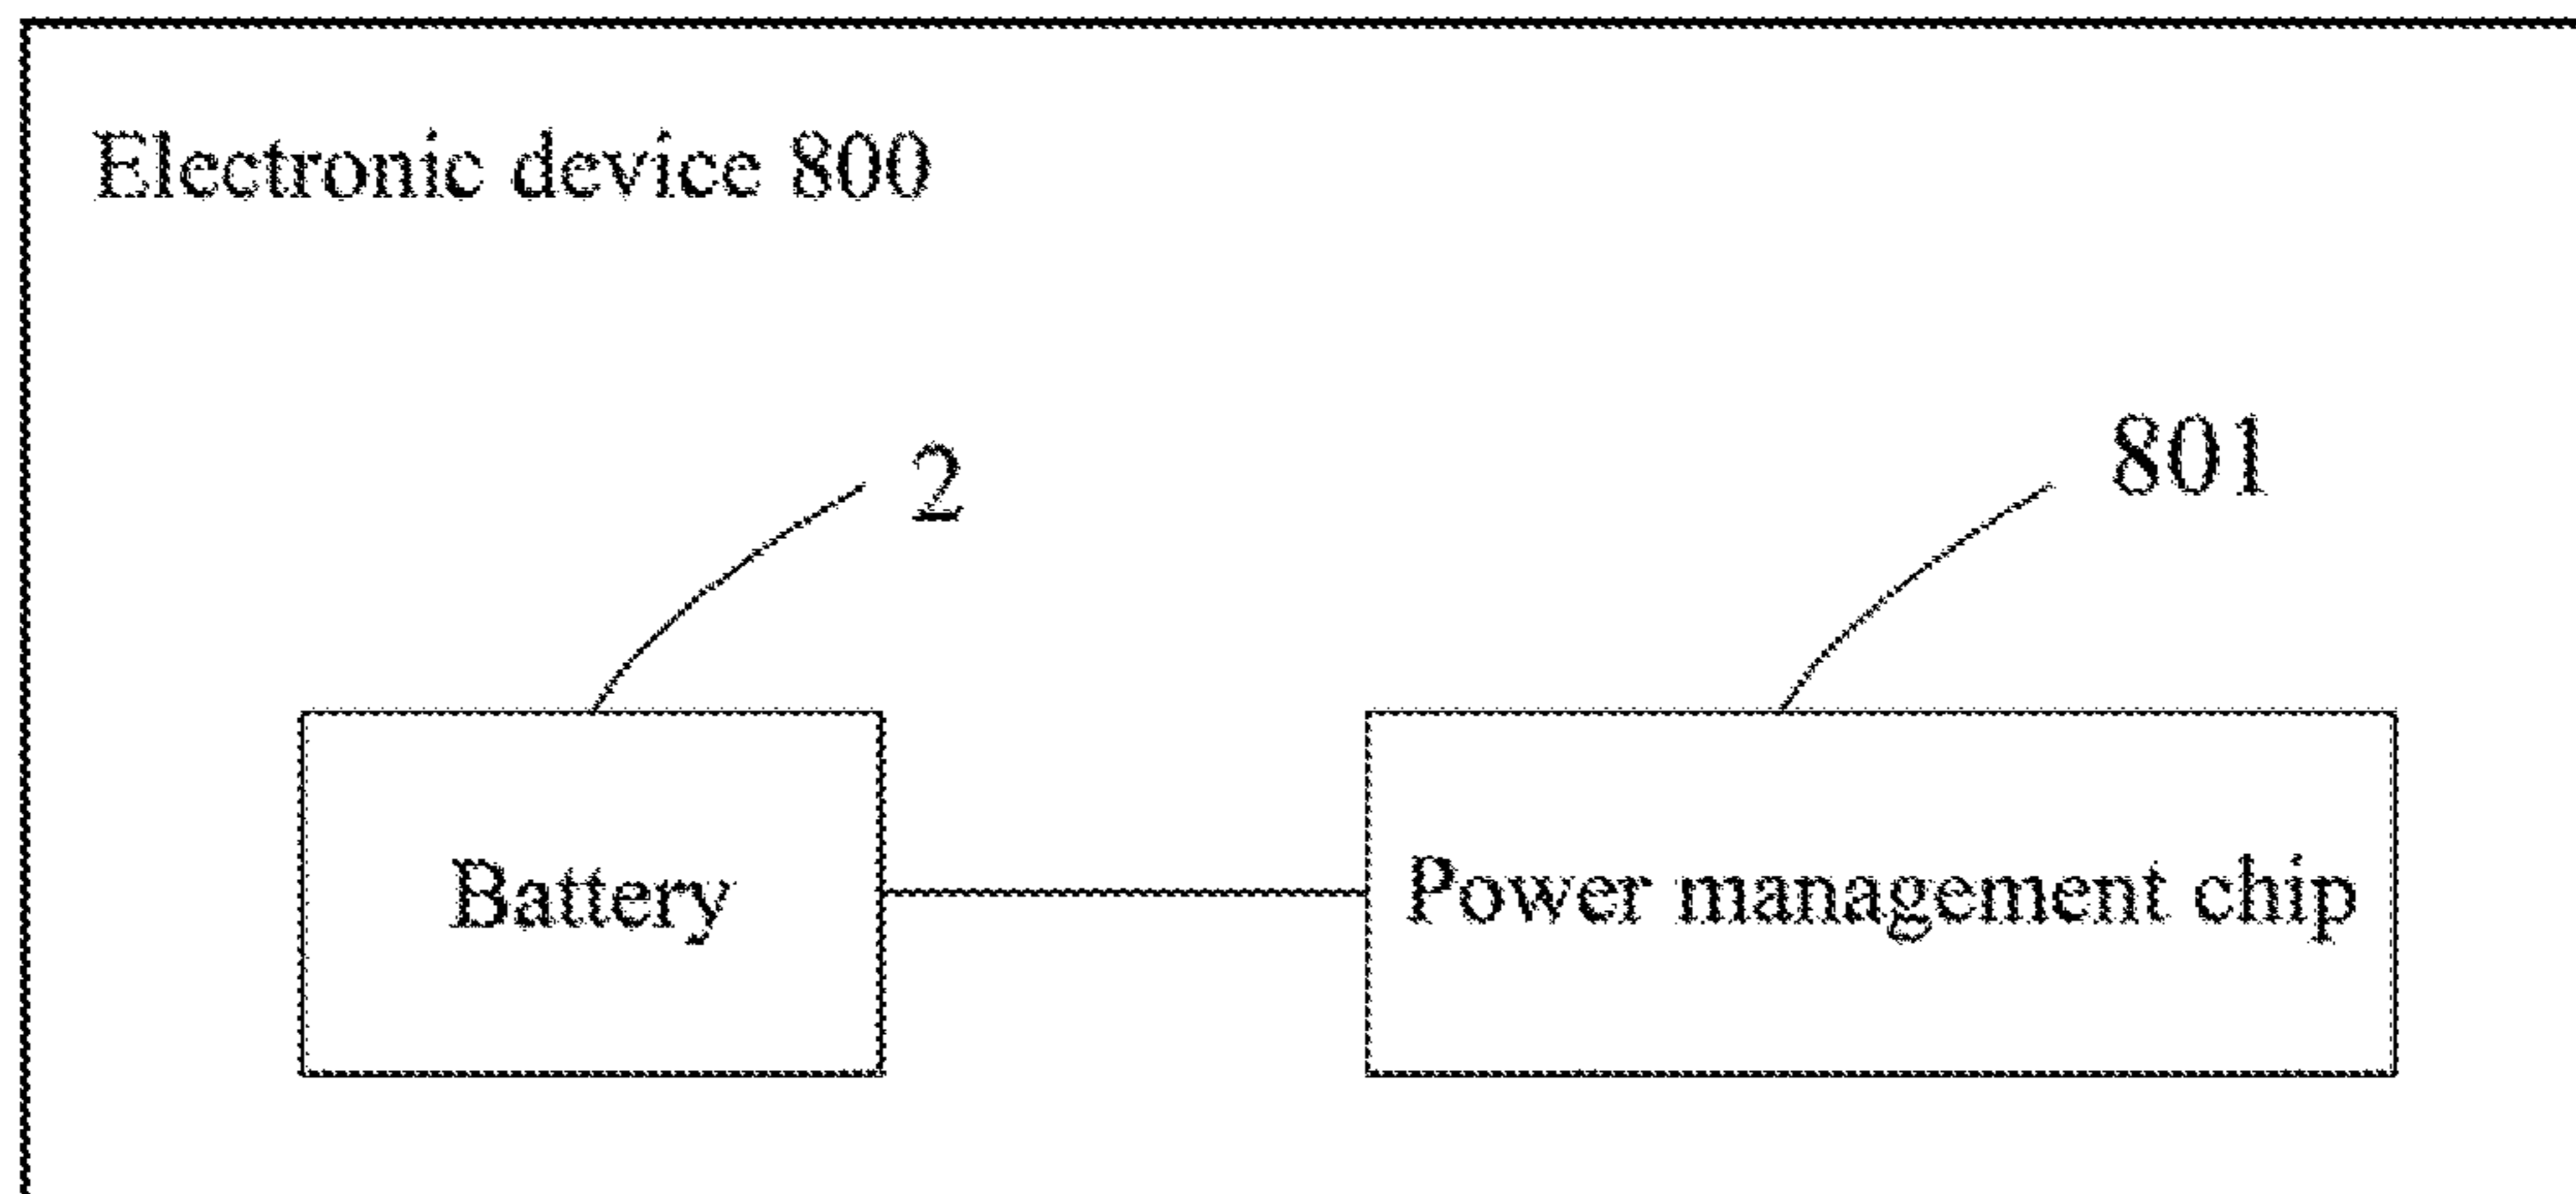 Electronic device 800
2
801
Battery
Power management chip